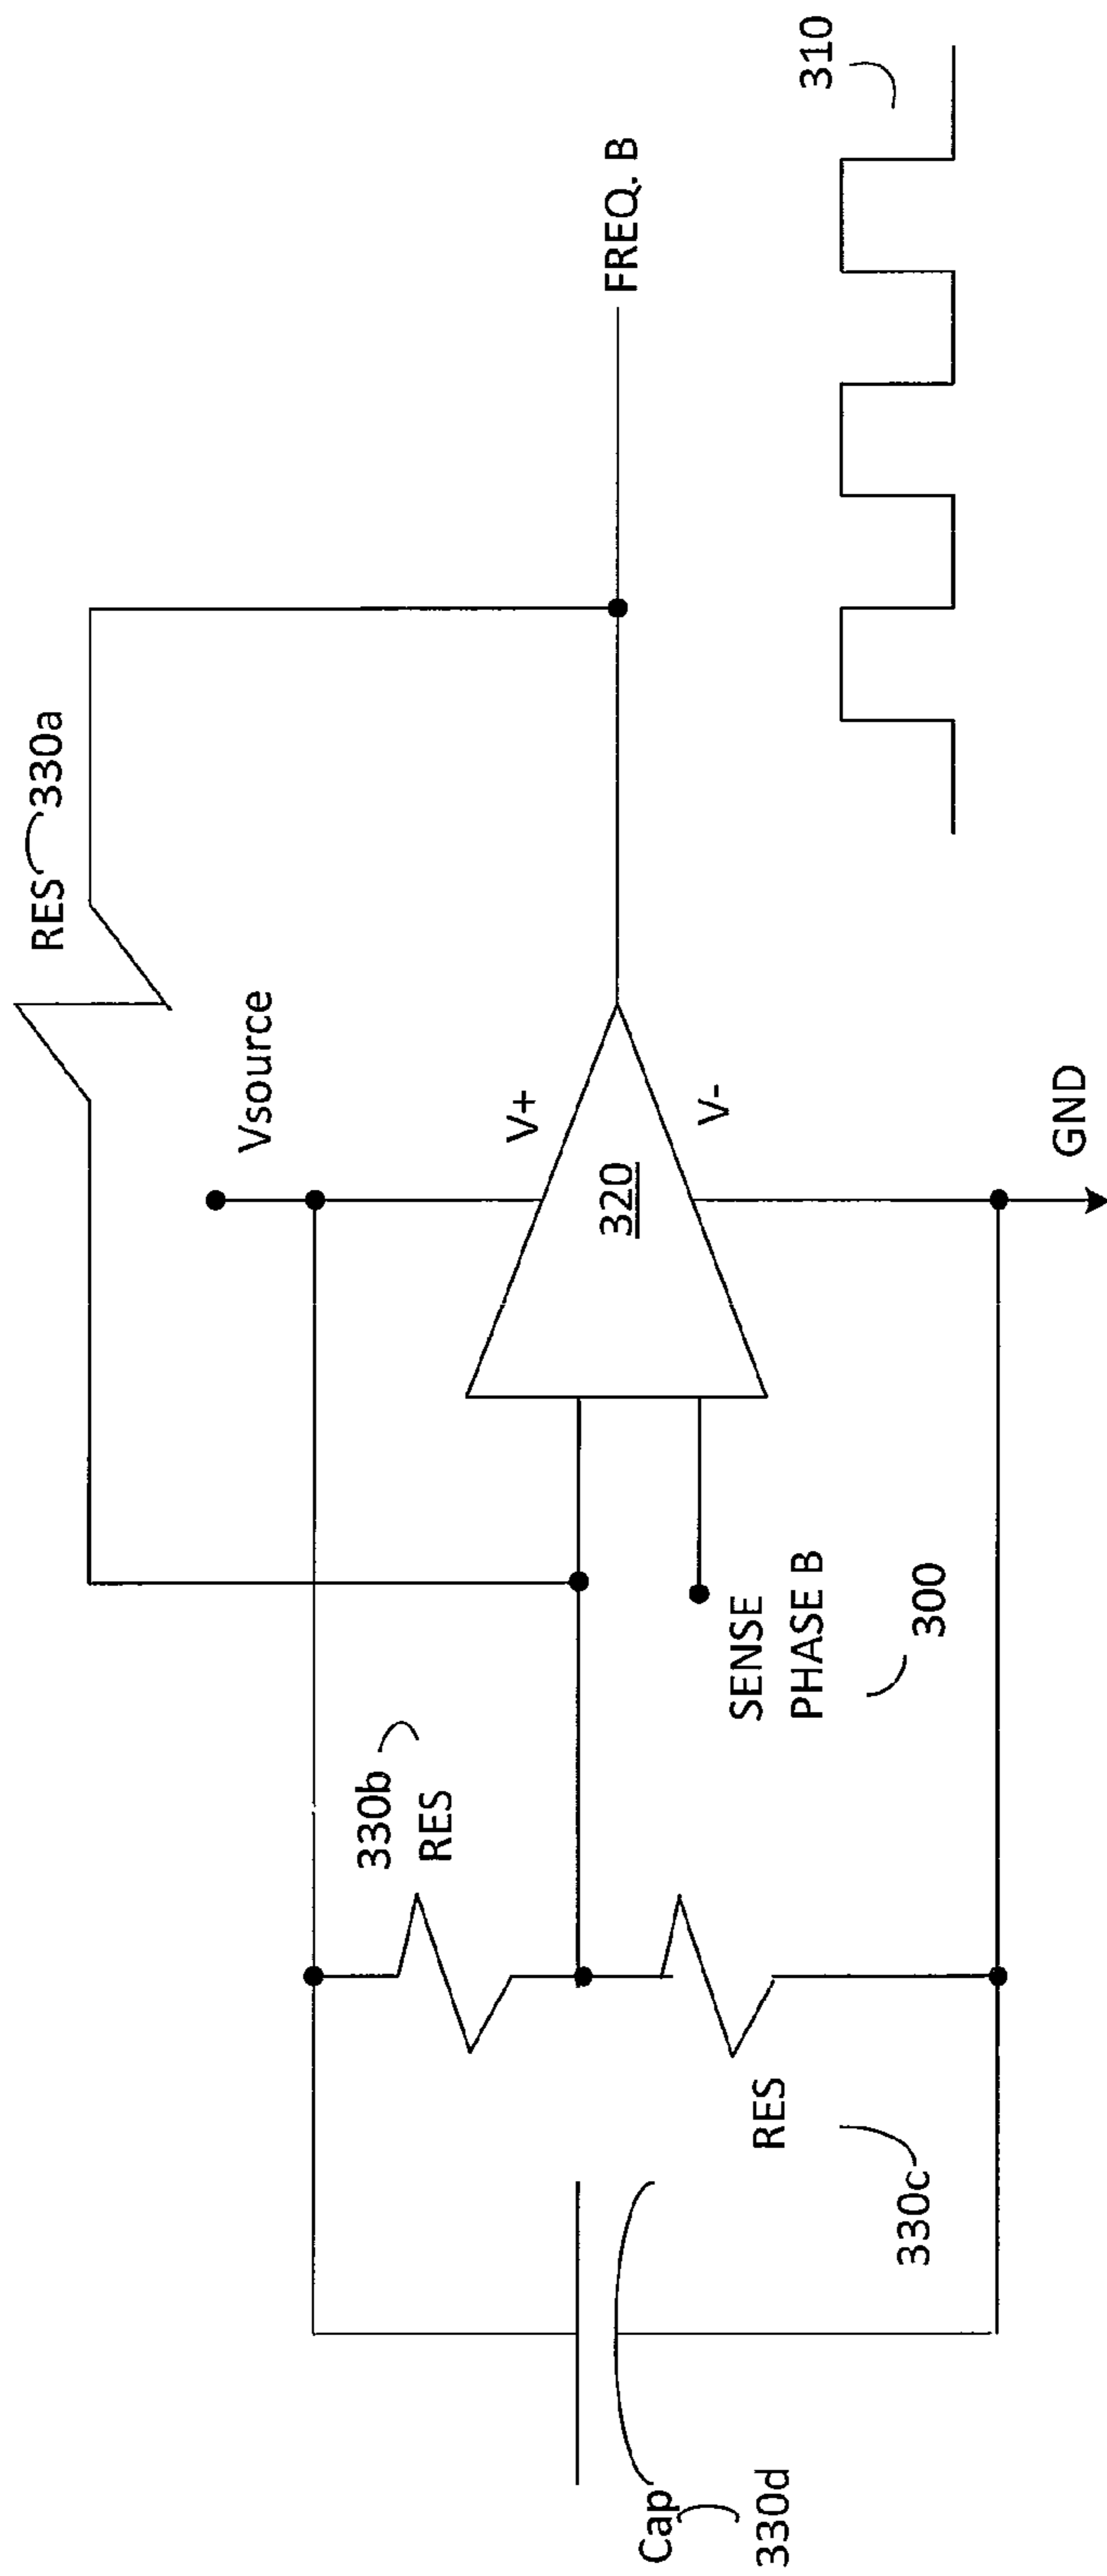 RES 330a
Vsource
330b
RES
V+
320
FREQ. B
V-
SENSE
PHASE B
Cap
330d
RES
330c
300
GND
310